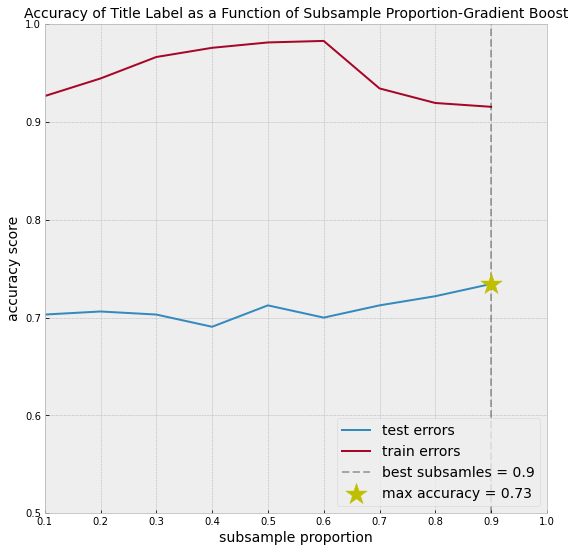 Accuracy of Title Label as a Function of Subsample Proportion-Gradient Boost
1.0
0.9
0.8
0.7
0.6
0.5
accuracy score
test errors
train errors
best subsamles = 0.9
max accuracy = 0.73
0.1 0.2 0.3 0.4 0.5 0.6 0.7 0.8 0.9 1.0
subsample proportion